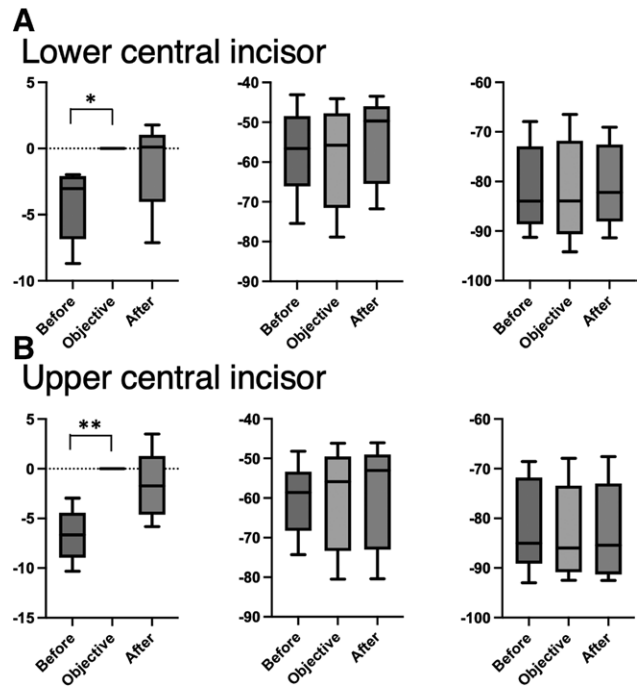 A
Lower central incisor
5
0
-5
-10
*
Before
Objective
After
-40
-50
-60
-70
-80
-90
Before
Objective
After
-60
-70
-80
-90
-100
Before
Objective
After
B
Upper central incisor
5
0
-5
-10
-15
**
Before
Objective
After
-40
-50
-60
-70
-80
-90
Before
Objective
After
-60
-70
-80
-90
-100
Before
Objective
After